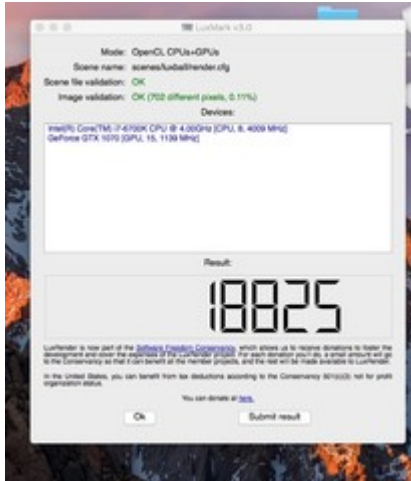 LuxMark v3.0
Mode: OpenCL CPUs+GPUs
Scene name: scenes/luxball/render.cfg
Scene file validation: OK
Image validation: OK (702 different pixels, 0.11%)
Devices:
Intel(R) Core(TM) i7-6700K CPU @ 4.00GHz [CPU, 8, 4009 MHz]
GeForce GTX 1070 [GPU, 15, 1139 MHz]
Result:
18825
LuxRender is now part of the Software Freedom Conservancy, which allows us to receive donations to foster the
development and cover the expenses of the LuxRender project. For each donation you'll do, a small amount will go
to the Conservancy so that it can benefit all the member projects, and the rest will be made available to LuxRender.
In the United States, you can benefit from tax deductions according to the Conservancy 501(c)(3) not for profit
organization status.
You can donate at here.
Ok
Submit result